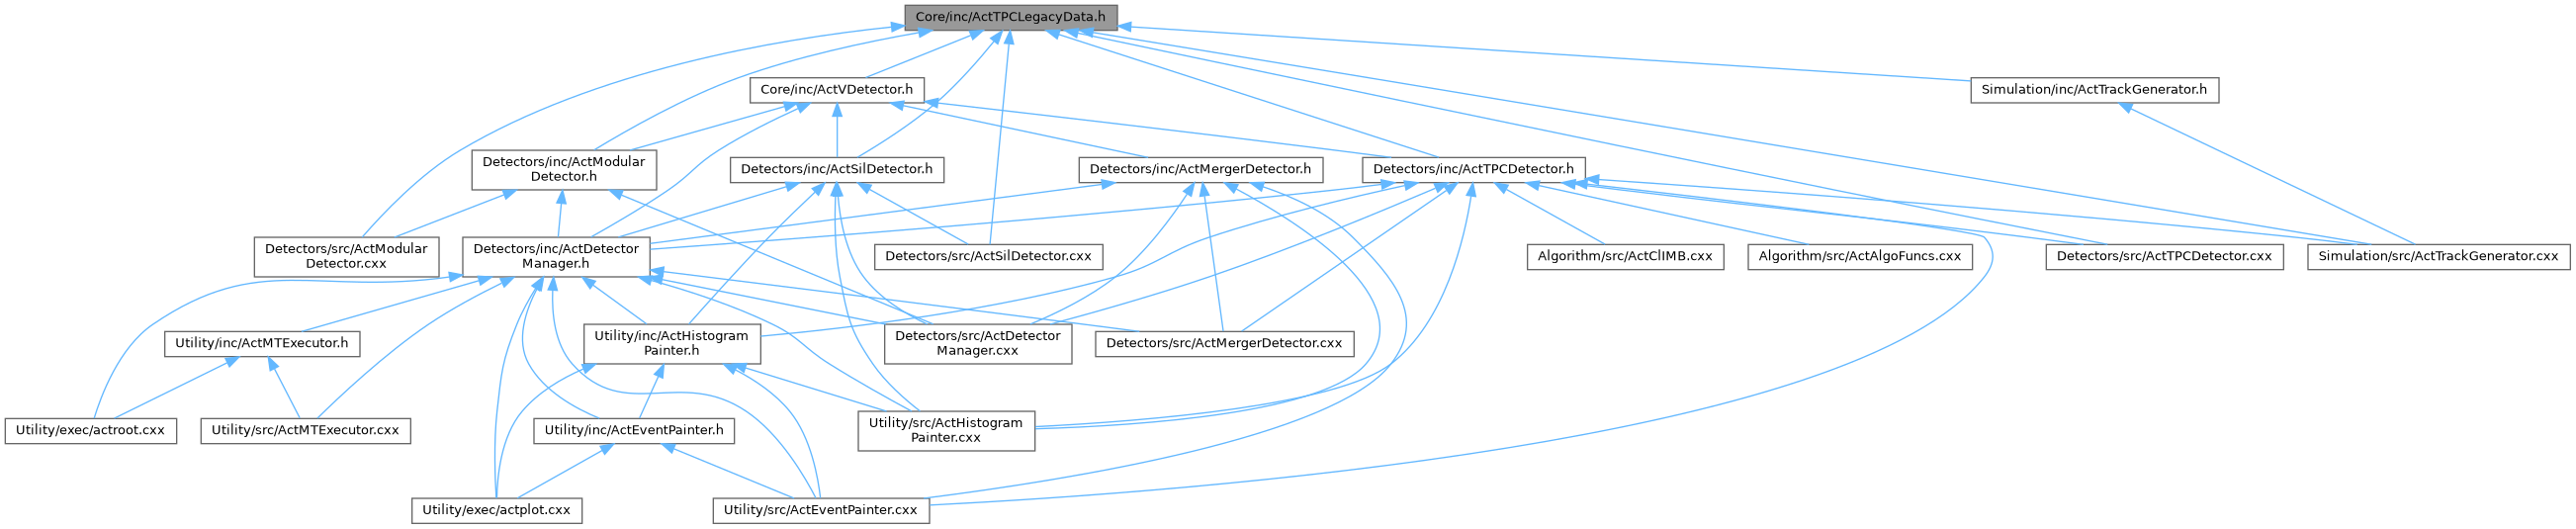 Core/inc/ActTPCLegacyData.h
Core/inc/ActVDetector.h
Simulation/inc/ActTrackGenerator.h
Detectors/inc/ActModular
Detector.h
Detectors/inc/ActSilDetector.h
Detectors/inc/ActMergerDetector.h
Detectors/inc/ActTPCDetector.h
Detectors/src/ActModular
Detector.cxx
Detectors/inc/ActDetector
Manager.h
Detectors/src/ActSilDetector.cxx
Algorithm/src/ActClIMB.cxx
Algorithm/src/ActAlgoFuncs.cxx
Detectors/src/ActTPCDetector.cxx
Simulation/src/ActTrackGenerator.cxx
Utility/inc/ActMTExecutor.h
Utility/inc/ActHistogram
Painter.h
Detectors/src/ActDetector
Manager.cxx
Detectors/src/ActMergerDetector.cxx
Utility/exec/actroot.cxx
Utility/src/ActMTExecutor.cxx
Utility/inc/ActEventPainter.h
Utility/src/ActHistogram
Painter.cxx
Utility/exec/actplot.cxx
Utility/src/ActEventPainter.cxx